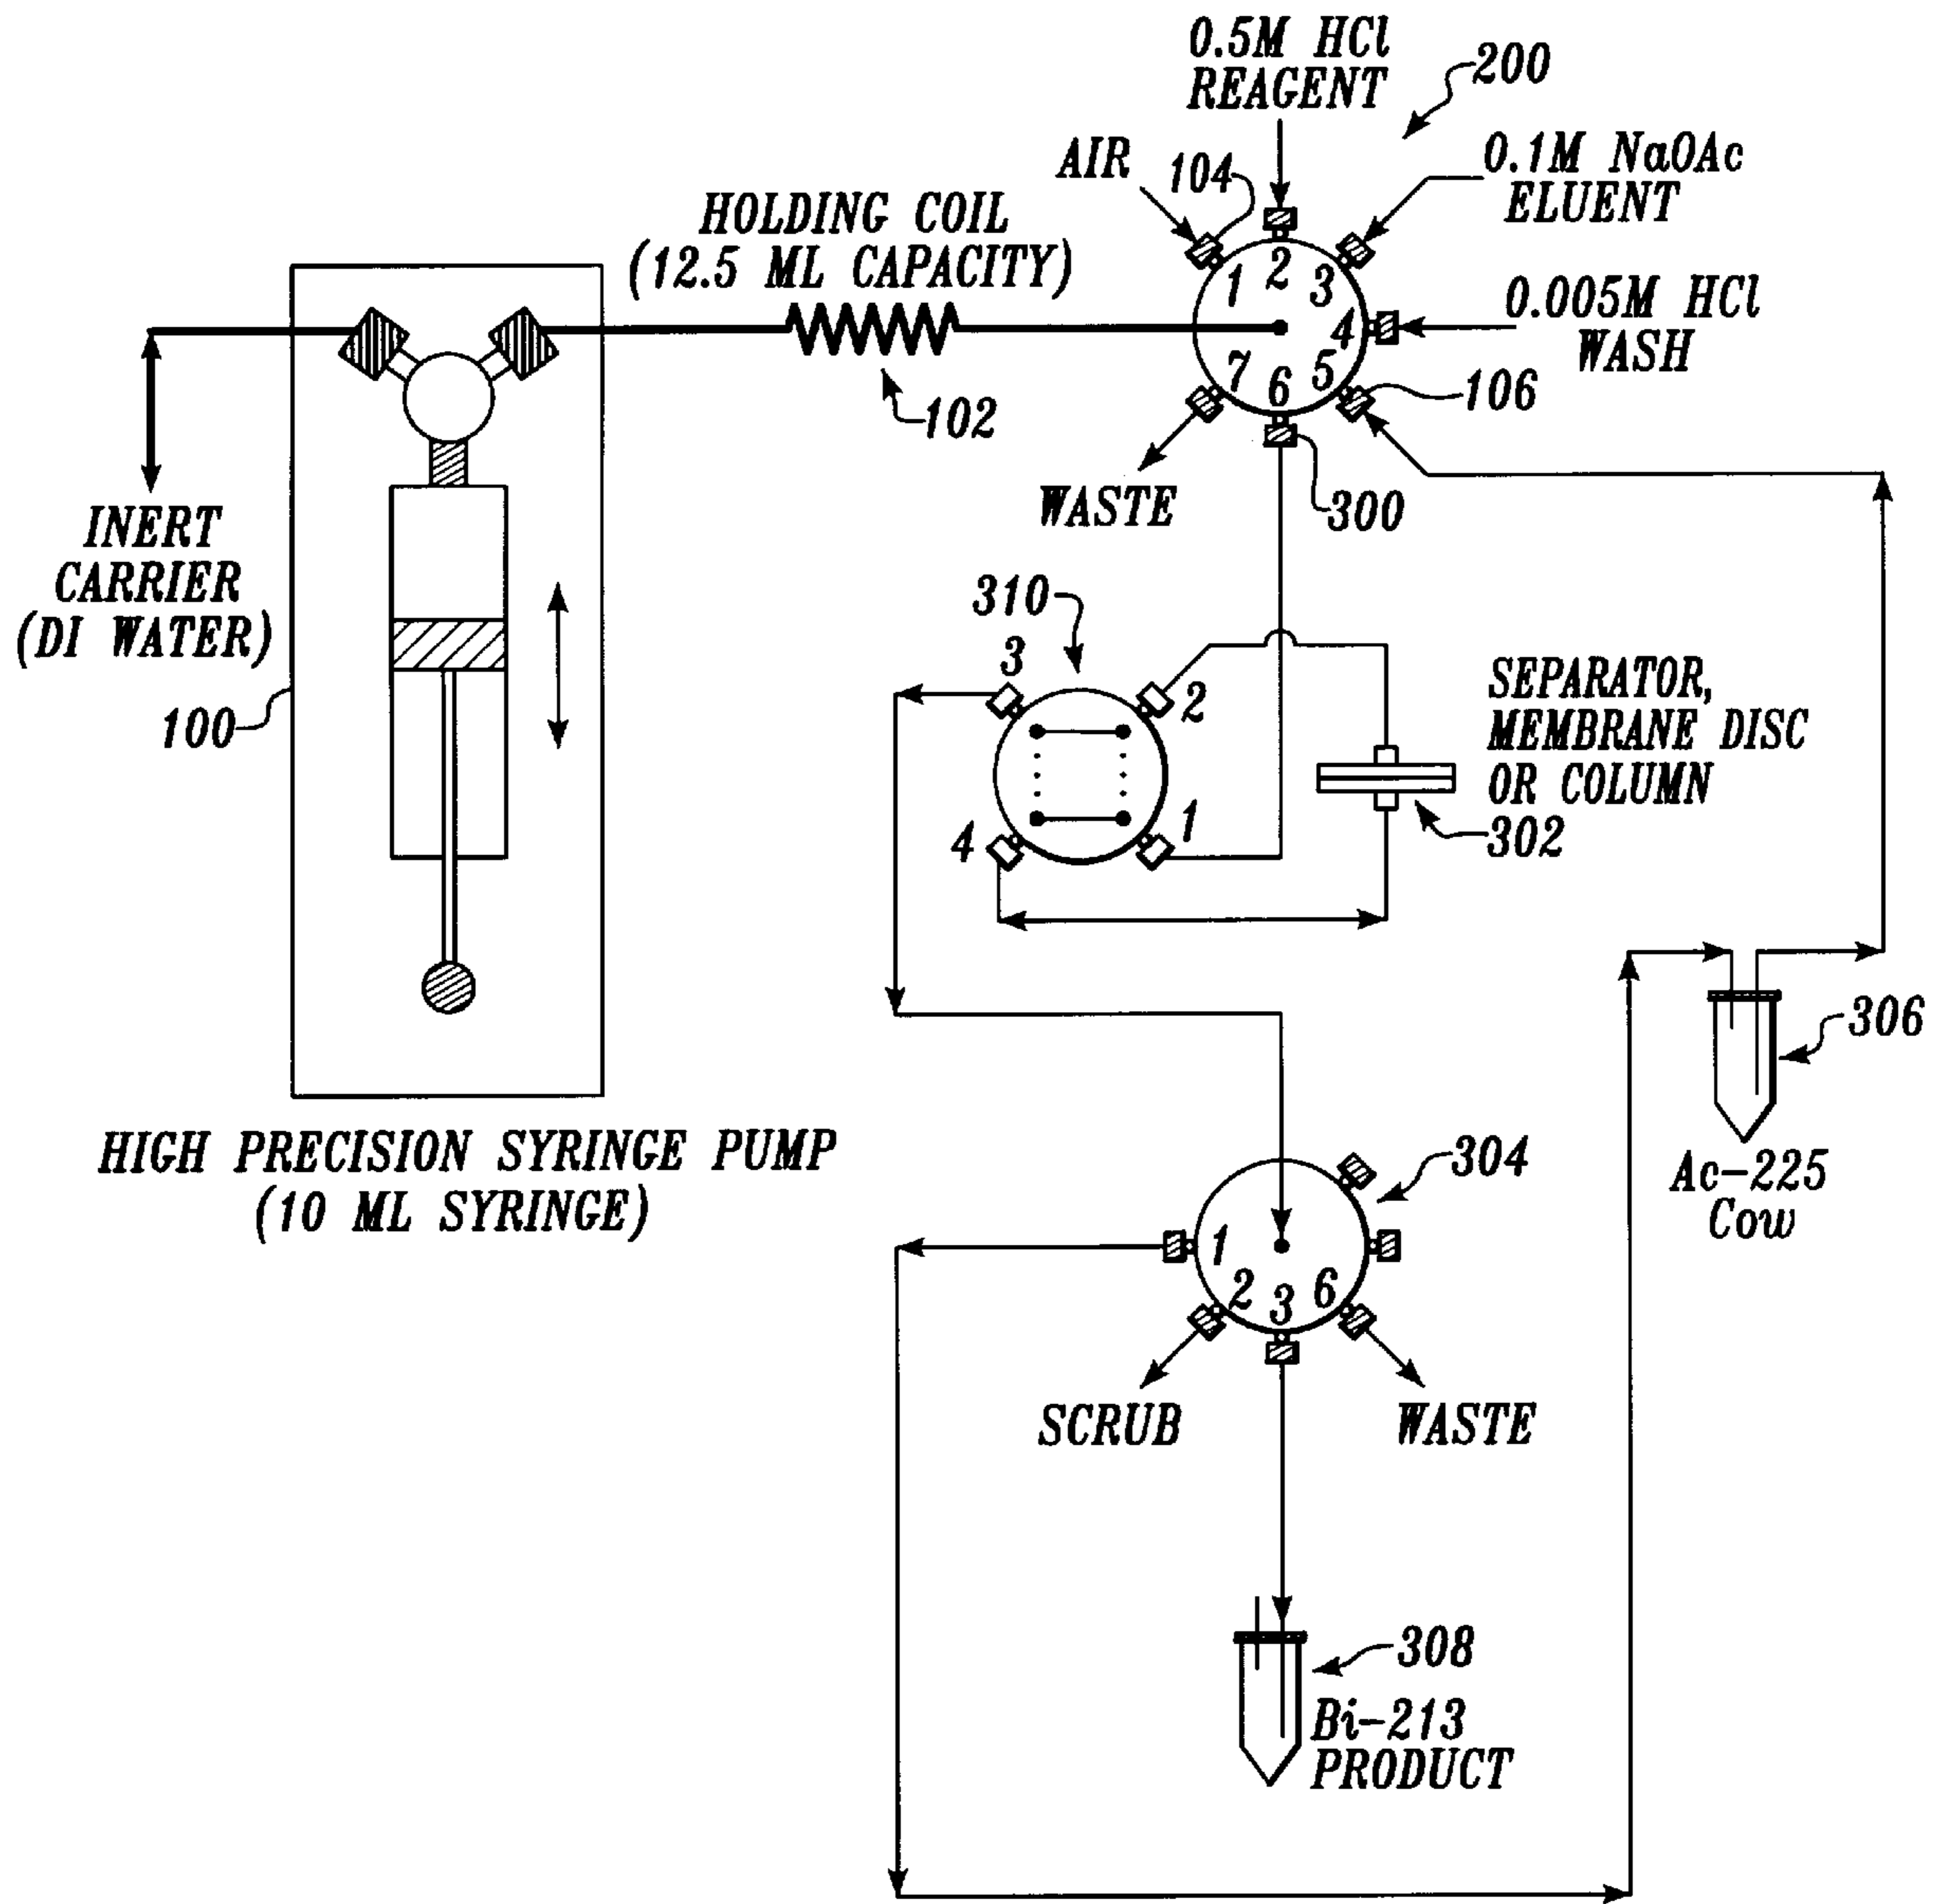 0.5M HCl
REAGENT
200
AIR
104
0.1M NaOAc
ELUENT
HOLDING COIL
(12.5 ML CAPACITY)
1
2
3
4
5
6
7
0.005M HCl
WASH
102
106
WASTE
300
INERT
CARRIER
(DI WATER)
100
310
3
2
4
1
SEPARATOR,
MEMBRANE DISC
OR COLUMN
302
HIGH PRECISION SYRINGE PUMP
(10 ML SYRINGE)
306
Ac-225
Cow
304
1
2
3
6
SCRUB
WASTE
308
Bi-213
PRODUCT